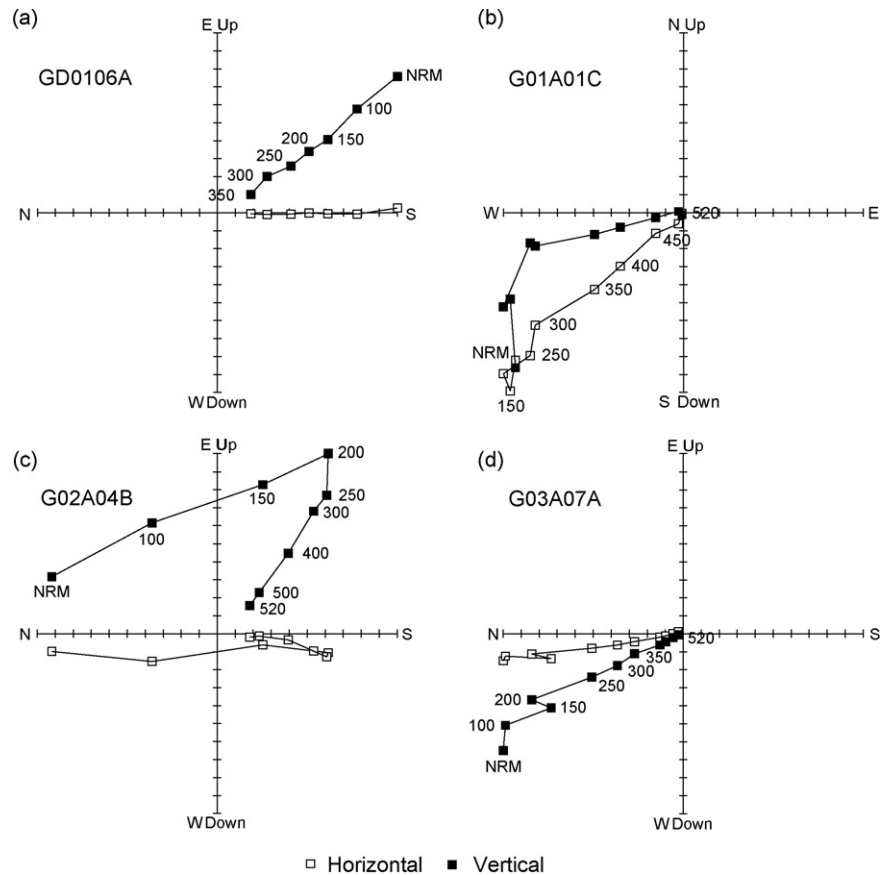 (a)
E Up
GD0106A
NRM
100
150
200
250
300
350
N
S
W Down
(b)
N Up
G01A01C
W
520
E
450
400
350
300
NRM
250
150
S Down
(c)
E Up
G02A04B
200
150
250
100
300
400
NRM
500
520
N
S
W Down
(d)
E Up
G03A07A
N
S
520
350
300
250
200
150
100
NRM
W Down
Horizontal
Vertical